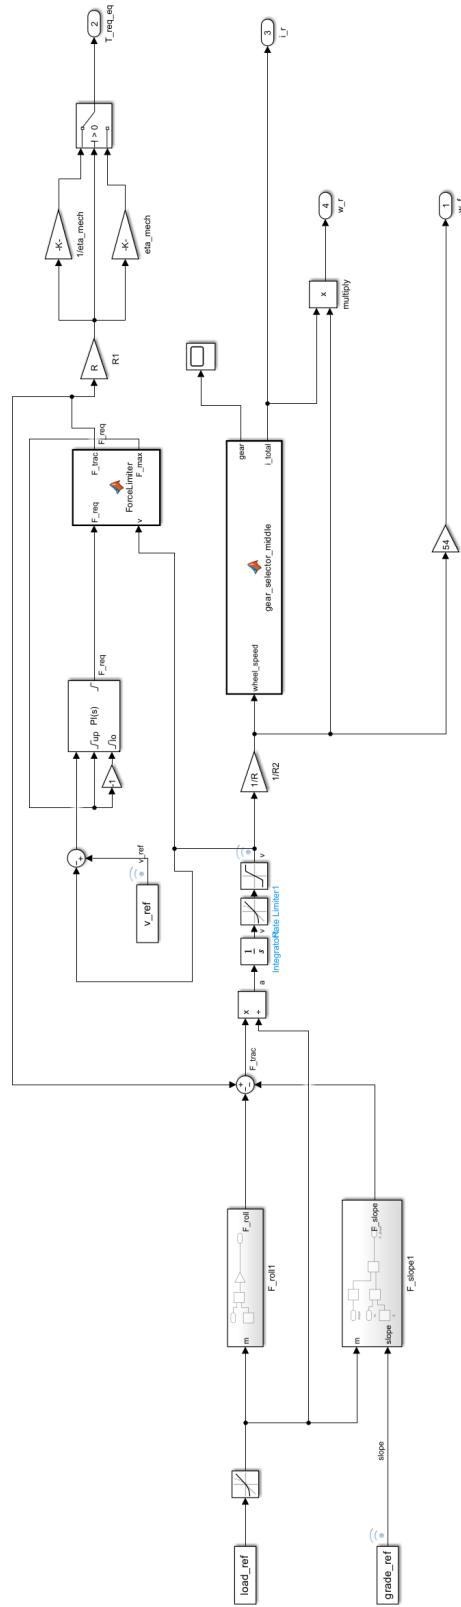 2
T_req_eq
> 0
-K-
1/eta_mech
-K-
eta_mech
R
R1
F_req
F_trac
F_req
F_max
v
ForceLimiter
F_req
PI(s)
up
lo
-1
v_ref
v_ref
3
i_r
4
w_r
x
multiply
1
gear
i_total
wheel_speed
gear_selector_middle
54
1/R
1/R2
v
v
Rate Limiter1
1
s
a
x
÷
F_trac
m
F_roll
F_roll1
m
slope
F_slope
F_slope1
load_ref
slope
grade_ref